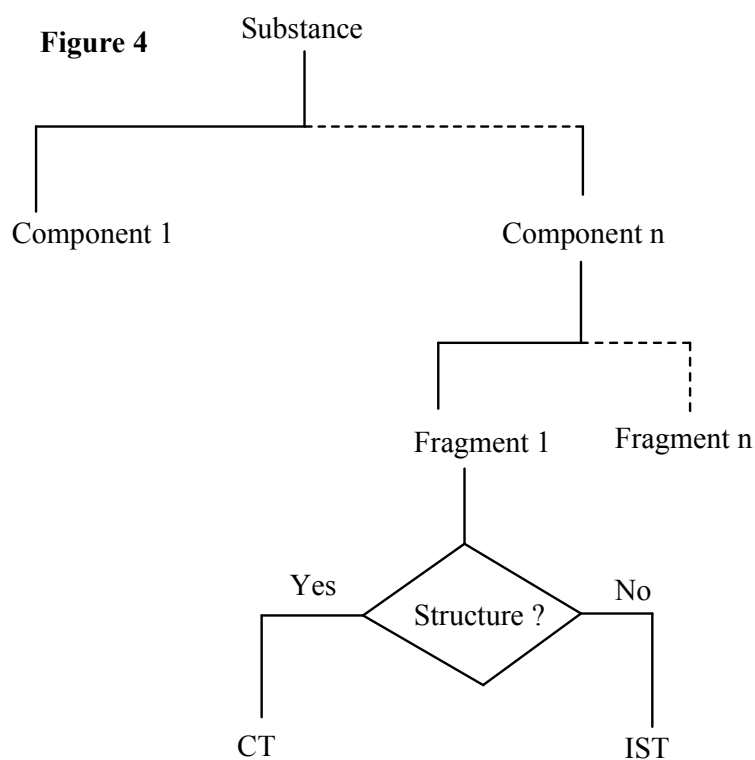 Figure 4
Substance
Component 1
Component n
Fragment 1
Fragment n
Yes
Structure ?
No
CT
IST